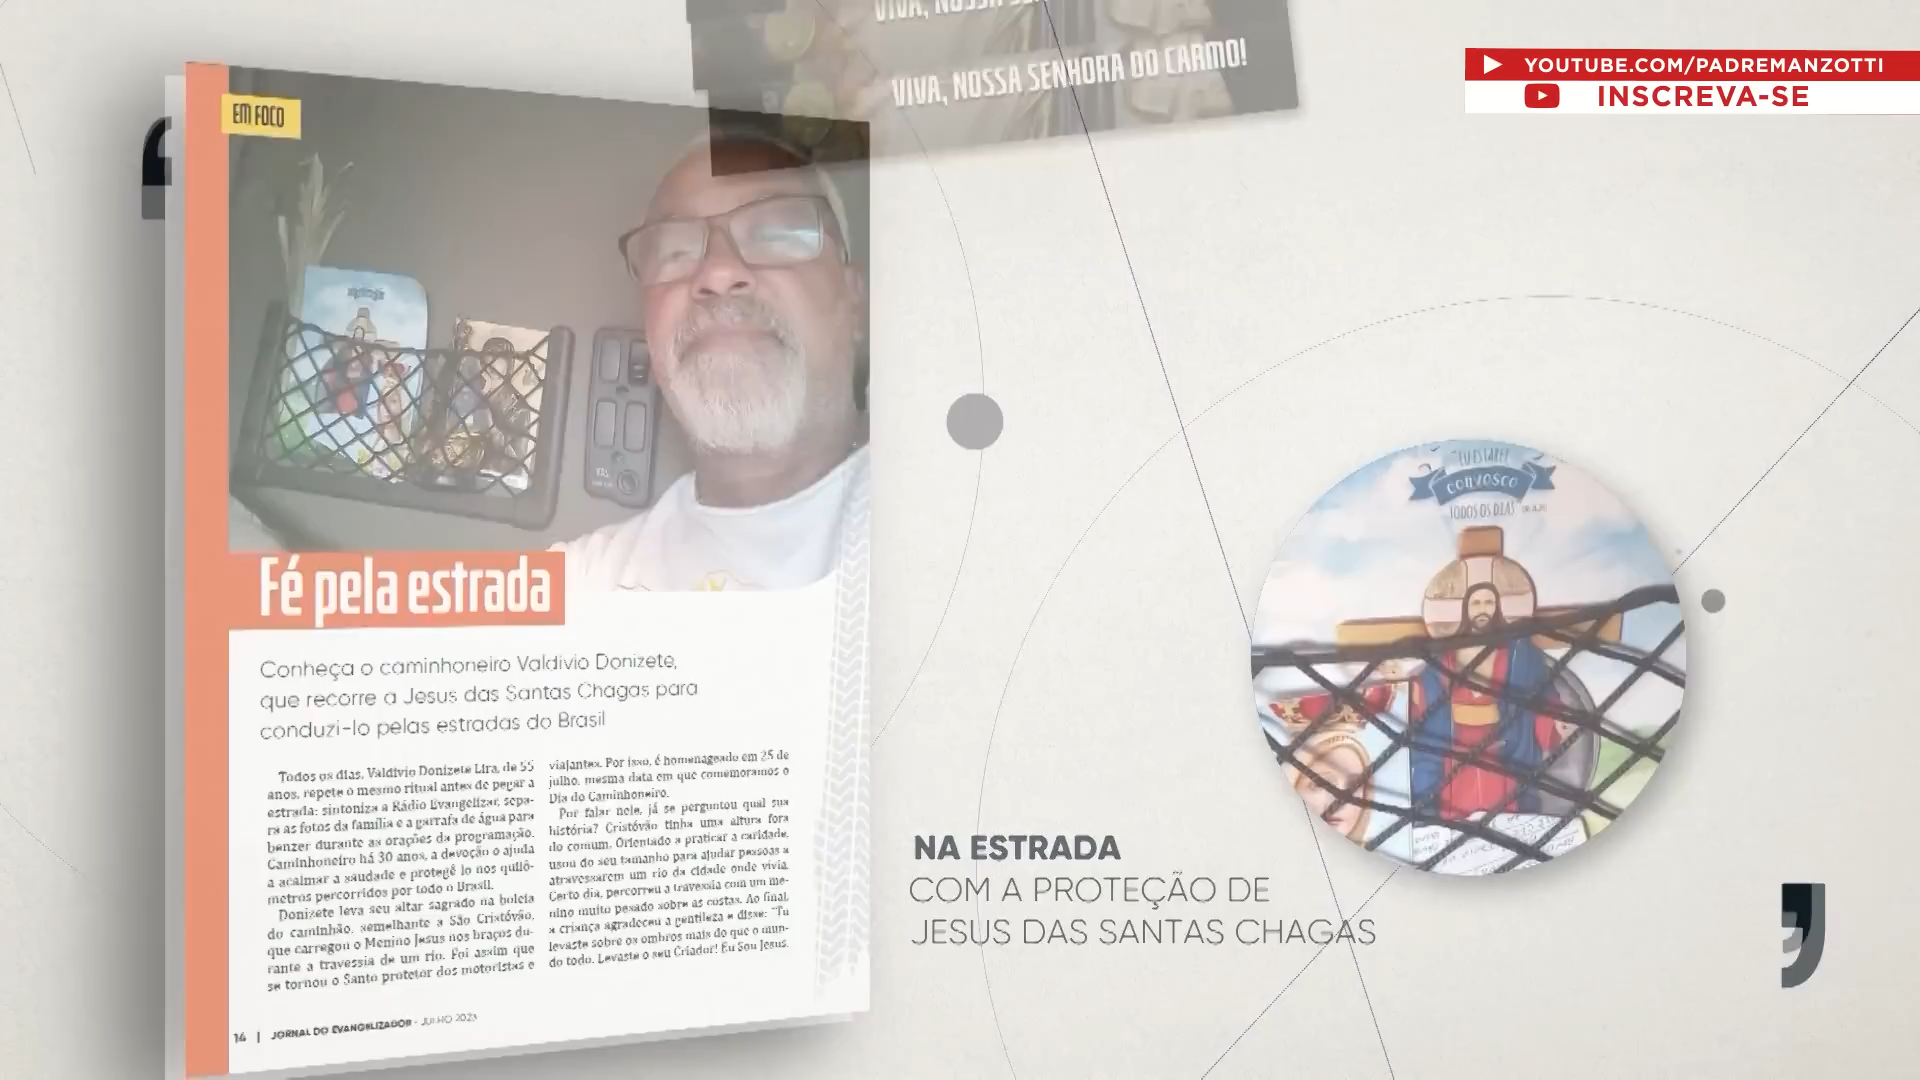 VIVA, NOSSA SENHORA DO CARMO!
YOUTUBE.COM/PADREMANZOTTI
INSCREVA-SE
EM FOCO
Fé pela estrada
Conheça o caminhoneiro Valdivio Donizete,
que recorre a Jesus das Santas Chagas para
conduzi-lo pelas estradas do Brasil
Todos os dias, Valdivio Donizete Lira, de 55
anos, repete o mesmo ritual antes de pegar a
estrada: sintoniza a Rádio Evangelizar, sepa-
ra as fotos da família e a garrafa de água para
benzer durante as orações da programação.
Caminhoneiro há 30 anos, a devoção o ajuda
a acalmar a saudade e protegê-lo nos quilô-
metros percorridos por todo o Brasil.
Donizete leva seu altar sagrado na boleia
do caminhão, semelhante a São Cristóvão,
que carregou o Menino Jesus nos braços du-
rante a travessia de um rio. Foi assim que
se tornou o Santo protetor dos motoristas e
viajantes. Por isso, é homenageado em 25 de
julho, mesma data em que comemoramos o
Dia do Caminhoneiro.
Por falar nele, já se perguntou qual sua
história? Cristóvão tinha uma altura fora
do comum. Orientado a praticar a caridade,
usou do seu tamanho para ajudar pessoas a
atravessarem um rio da cidade onde vivia.
Certo dia, percorreu a travessia com um me-
nino muito pesado sobre as costas. Ao final,
a criança agradeceu a gentileza e disse: "Tu
levaste sobre os ombros mais do que o mun-
do todo. Levaste o seu Criador! Eu Sou Jesus.
14 | JORNAL DO EVANGELIZADOR - JULHO 2023
CONVOSCO
TODOS OS DIAS
NA ESTRADA
COM A PROTEÇÃO DE
JESUS DAS SANTAS CHAGAS